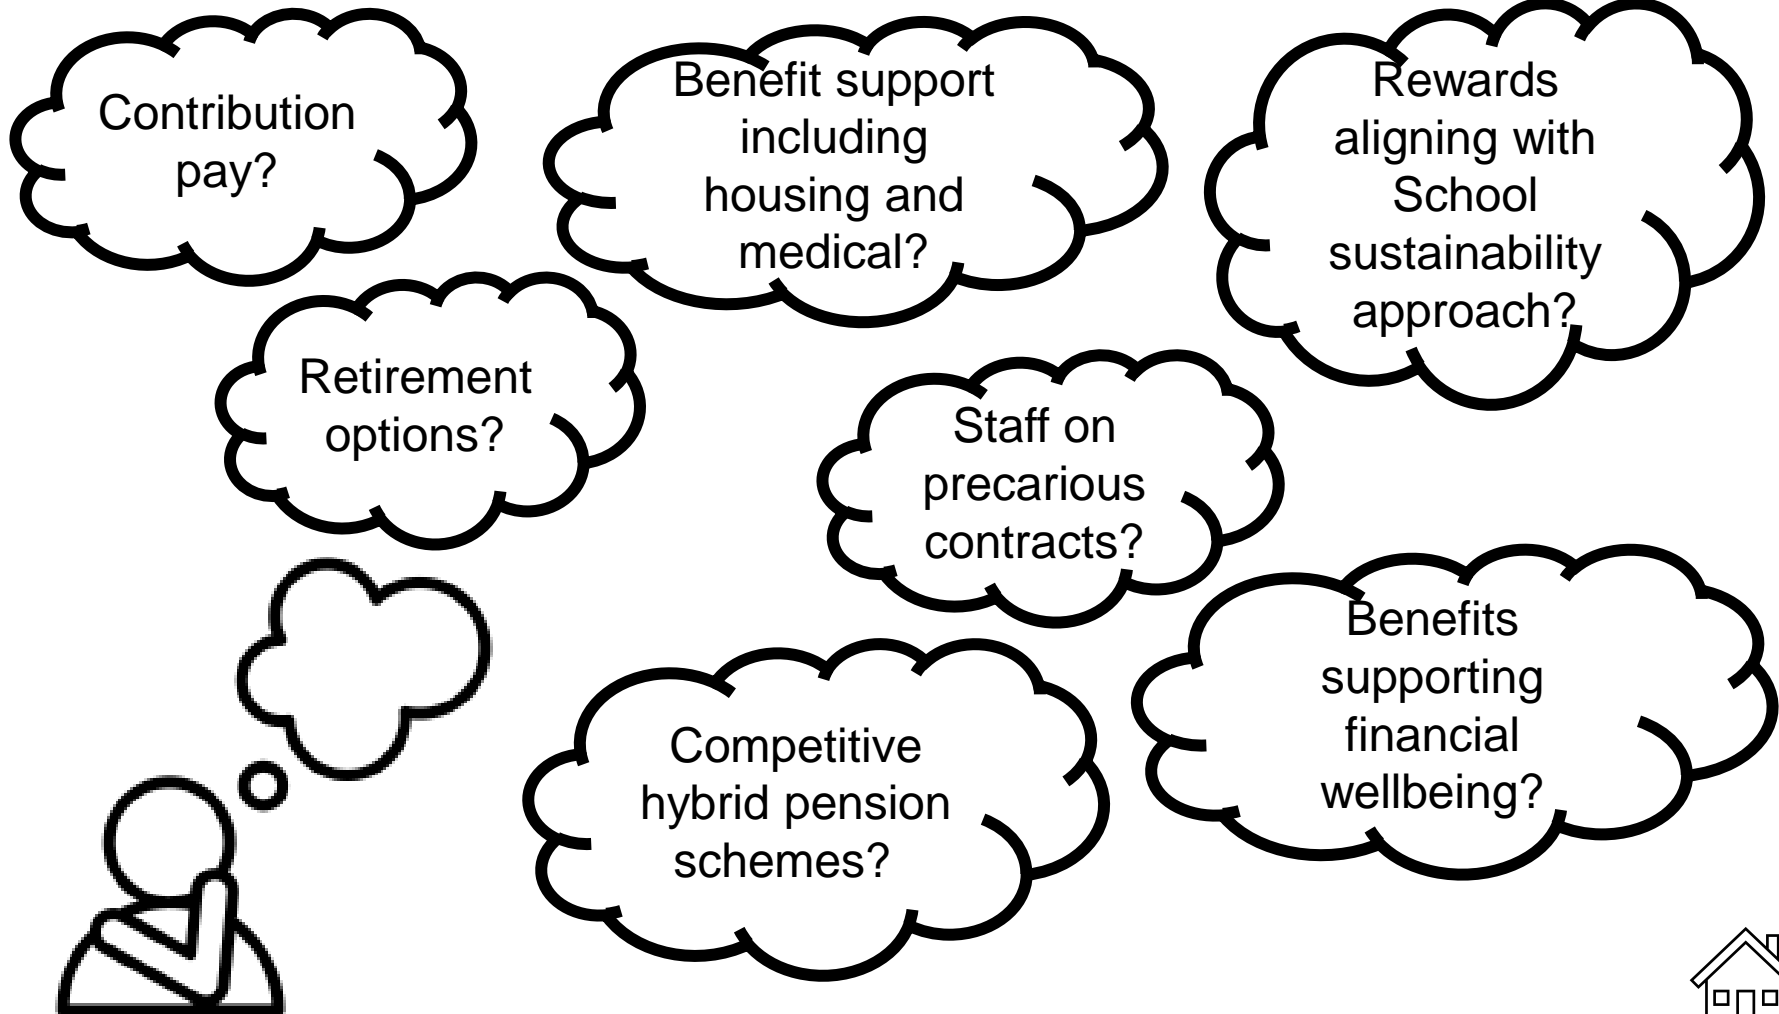 Contribution
pay?
Benefit support
including
housing and
medical?
Rewards
aligning with
School
sustainability
approach?
Retirement
options?
Staff on
precarious
contracts?
Benefits
supporting
financial
wellbeing?
Competitive
hybrid pension
schemes?